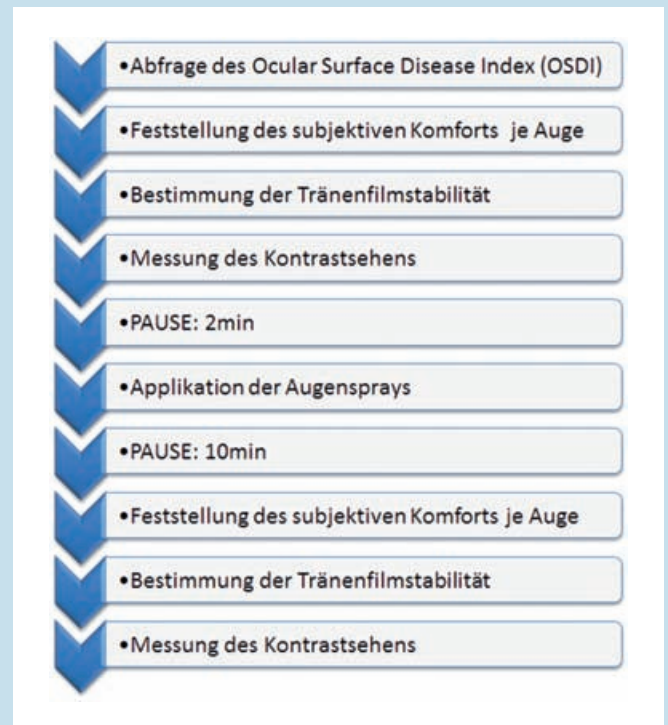 •Abfrage des Ocular Surface Disease Index (OSDI)
•Feststellung des subjektiven Komforts je Auge
•Bestimmung der Tränenfilmstabilität
•Messung des Kontrastsehens
•PAUSE: 2min
•Applikation der Augensprays
•PAUSE: 10min
•Feststellung des subjektiven Komforts je Auge
•Bestimmung der Tränenfilmstabilität
•Messung des Kontrastsehens